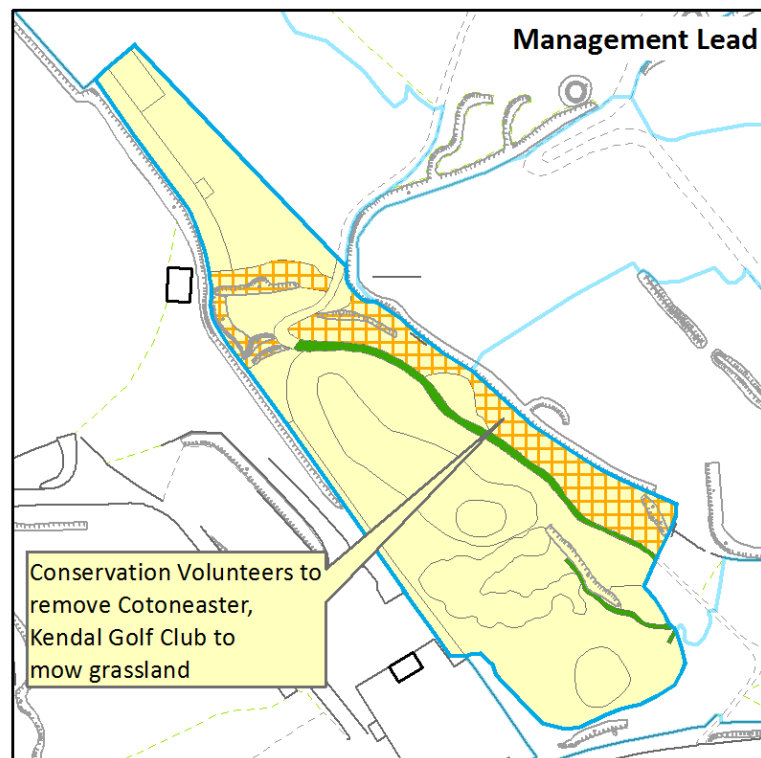 Management Lead
Conservation Volunteers to
remove Cotoneaster,
Kendal Golf Club to
mow grassland